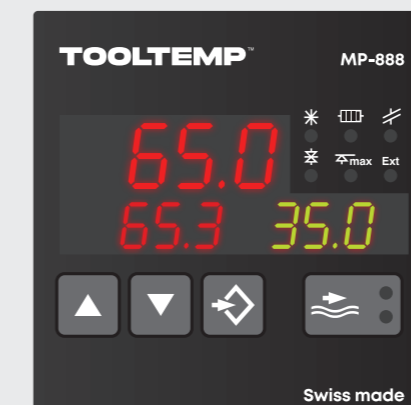 TOOLTEMP™
MP-888
65.0
max Ext
65.3 35.0
Swiss made